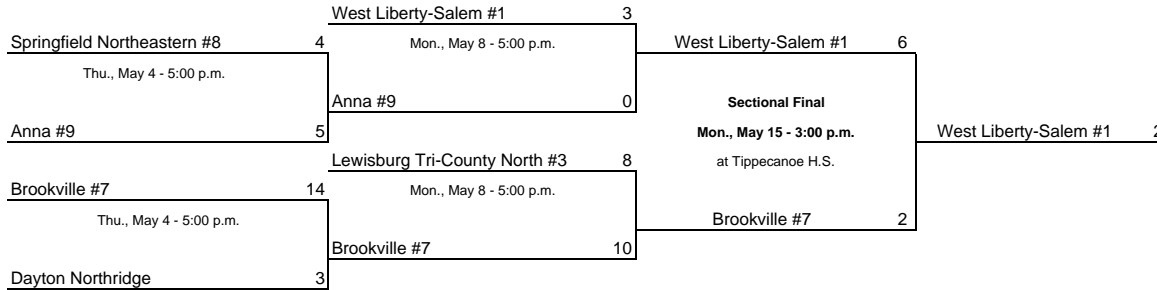 West Liberty-Salem #1 3
Springfield Northeastern #8 4
Mon., May 8 - 5:00 p.m.
West Liberty-Salem #1 6
Thu., May 4 - 5:00 p.m.
Anna #9 0
Sectional Final
Anna #9 5
Mon., May 15 - 3:00 p.m.
West Liberty-Salem #1
Lewisburg Tri-County North #3 8
at Tippecanoe H.S.
Brookville #7 14
Mon., May 8 - 5:00 p.m.
Thu., May 4 - 5:00 p.m.
Brookville #7 2
Brookville #7 10
Dayton Northridge 3